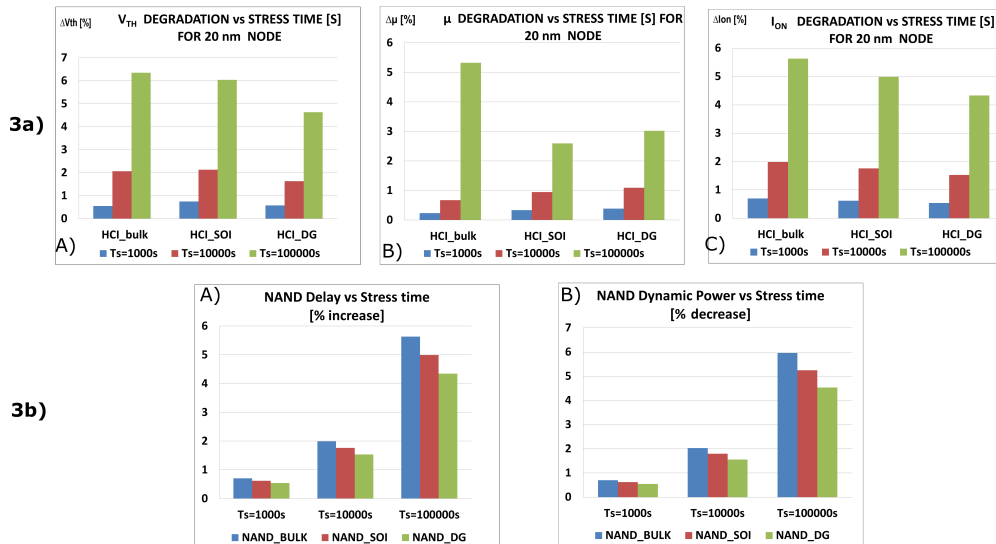 3a)
ΔVth [%]
V_TH DEGRADATION vs STRESS TIME [S]
FOR 20 nm NODE
7
6
5
4
3
2
1
0
HCI_bulk HCI_SOI HCI_DG
A)
Ts=1000s Ts=10000s Ts=100000s
Δμ [%]
μ DEGRADATION vs STRESS TIME [S] FOR
20 nm NODE
6
5
4
3
2
1
0
HCI_bulk HCI_SOI HCI_DG
B)
Ts=1000s Ts=10000s Ts=100000s
ΔIon [%]
I_ON DEGRADATION vs STRESS TIME [S]
FOR 20 nm NODE
6
5
4
3
2
1
0
HCI_bulk HCI_SOI HCI_DG
C)
Ts=1000s Ts=10000s Ts=100000s
3b)
A)
NAND Delay vs Stress time
[% increase]
6
5
4
3
2
1
0
Ts=1000s Ts=10000s Ts=100000s
NAND_BULK NAND_SOI NAND_DG
B)
NAND Dynamic Power vs Stress time
[% decrease]
7
6
5
4
3
2
1
0
Ts=1000s Ts=10000s Ts=100000s
NAND_BULK NAND_SOI NAND_DG